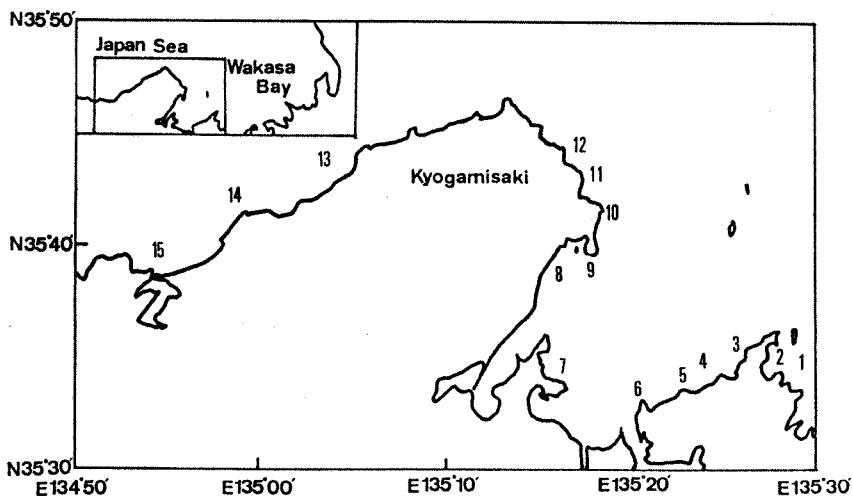 N35°50'
Japan Sea
Wakasa
Bay
12
13
11
Kyogamisaki
14
10
N35°40'
15
8
9
3
7
2
1
4
5
6
N35°30'
E134°50'
E135°00'
E135°10'
E135°20'
E135°30'